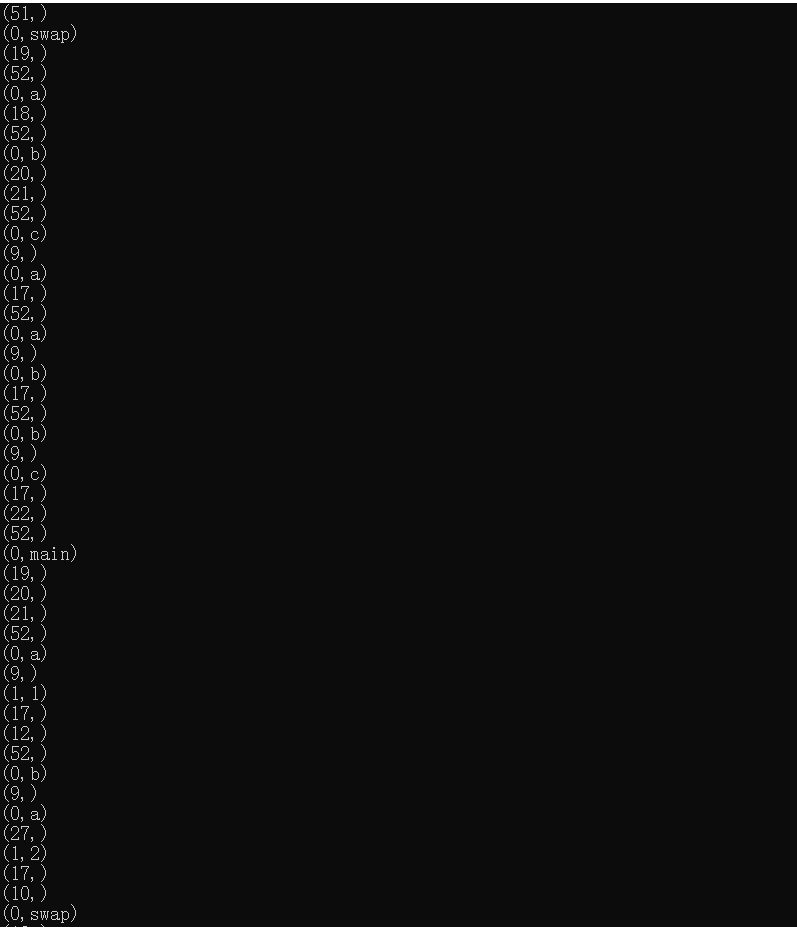 (51,)
(0,swap)
(19,)
(52,)
(0,a)
(18,)
(52,)
(0,b)
(20,)
(21,)
(52,)
(0,c)
(9,)
(0,a)
(17,)
(52,)
(0,a)
(9,)
(0,b)
(17,)
(52,)
(0,b)
(9,)
(0,c)
(17,)
(22,)
(52,)
(0,main)
(19,)
(20,)
(21,)
(52,)
(0,a)
(9,)
(1,1)
(17,)
(12,)
(52,)
(0,b)
(9,)
(0,a)
(27,)
(1,2)
(17,)
(10,)
(0,swap)